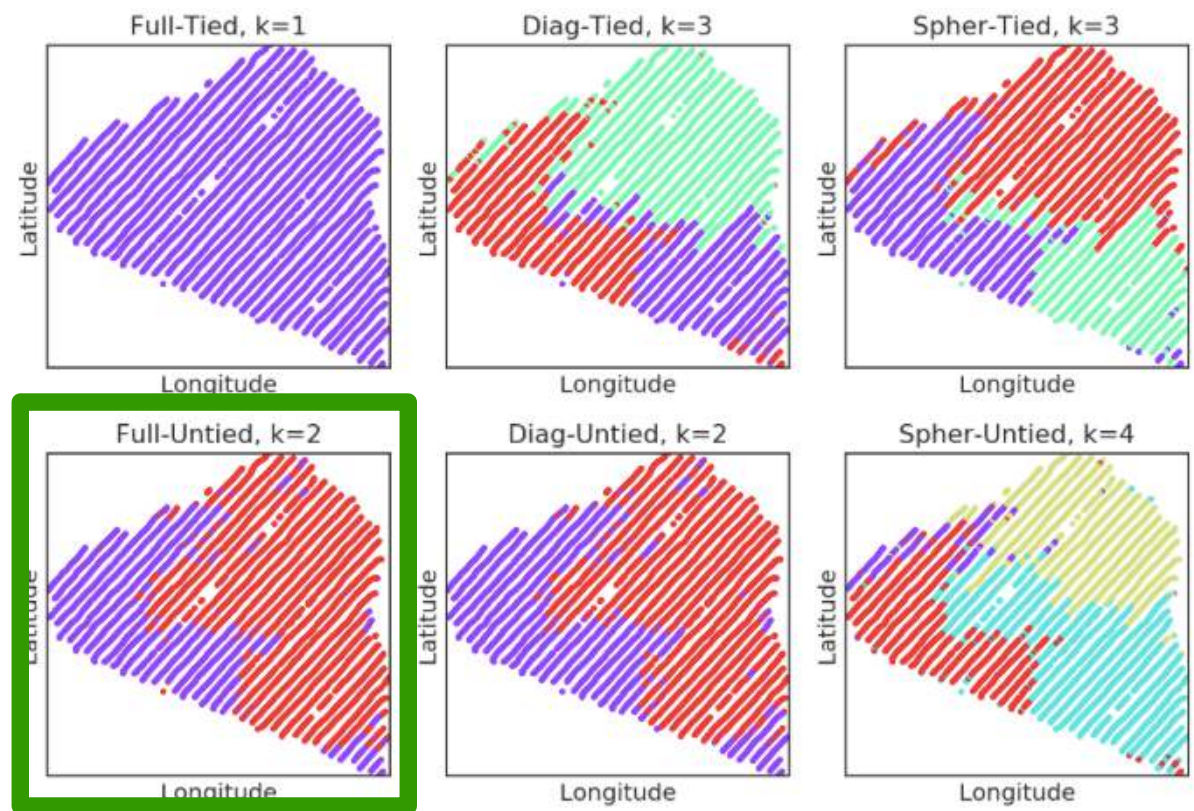 Full-Tied, k=1
Diag-Tied, k=3
Spher-Tied, k=3
Latitude
Latitude
Latitude
Longitude
Longitude
Longitude
Full-Untied, k=2
Diag-Untied, k=2
Spher-Untied, k=4
Latitude
Latitude
Latitude
Longitude
Longitude
Longitude